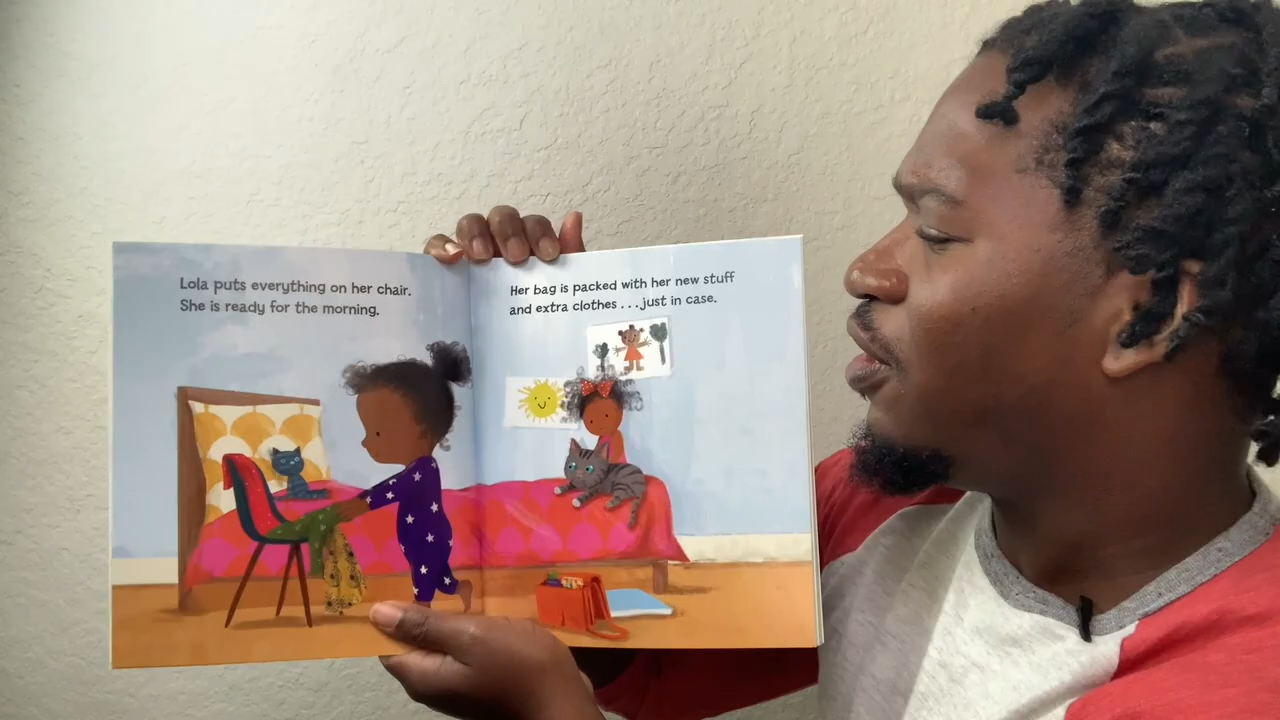 Lola puts everything on her chair.
She is ready for the morning.
Her bag is packed with her new stuff
and extra clothes . . . just in case.